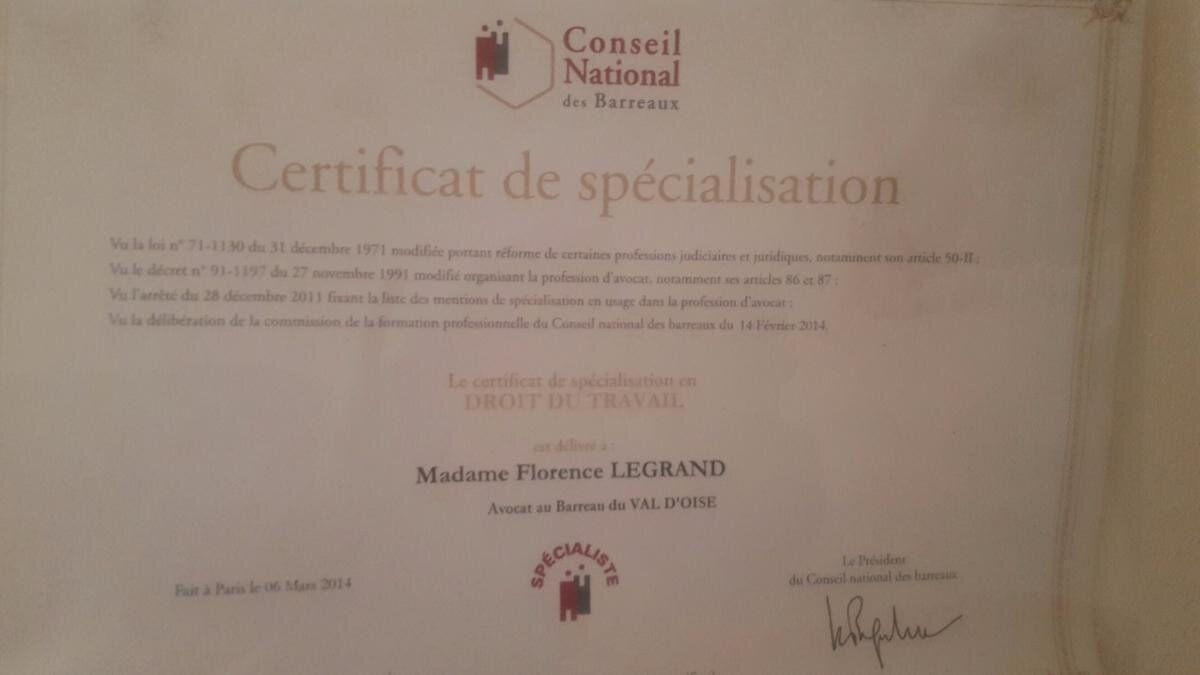 Conseil
National
des Barreaux
Certificat de spécialisation
Vu la loi n° 71-1130 du 31 décembre 1971 modifiée portant réforme de certaines professions judiciaires et juridiques, notamment son article 50-II ;
Vu le décret n° 91-1197 du 27 novembre 1991 modifié organisant la profession d'avocat, notamment ses articles 86 et 87 ;
Vu l'arrêté du 28 décembre 2011 fixant la liste des mentions de spécialisation en usage dans la profession d'avocat ;
Vu la délibération de la commission de la formation professionnelle du Conseil national des barreaux du 14 Février 2014,
Le certificat de spécialisation en
DROIT DU TRAVAIL
est délivré à :
Madame Florence LEGRAND
Avocat au Barreau du VAL D'OISE
SPÉCIALISTE
Fait à Paris le 06 Mars 2014
Le Président
du Conseil national des barreaux